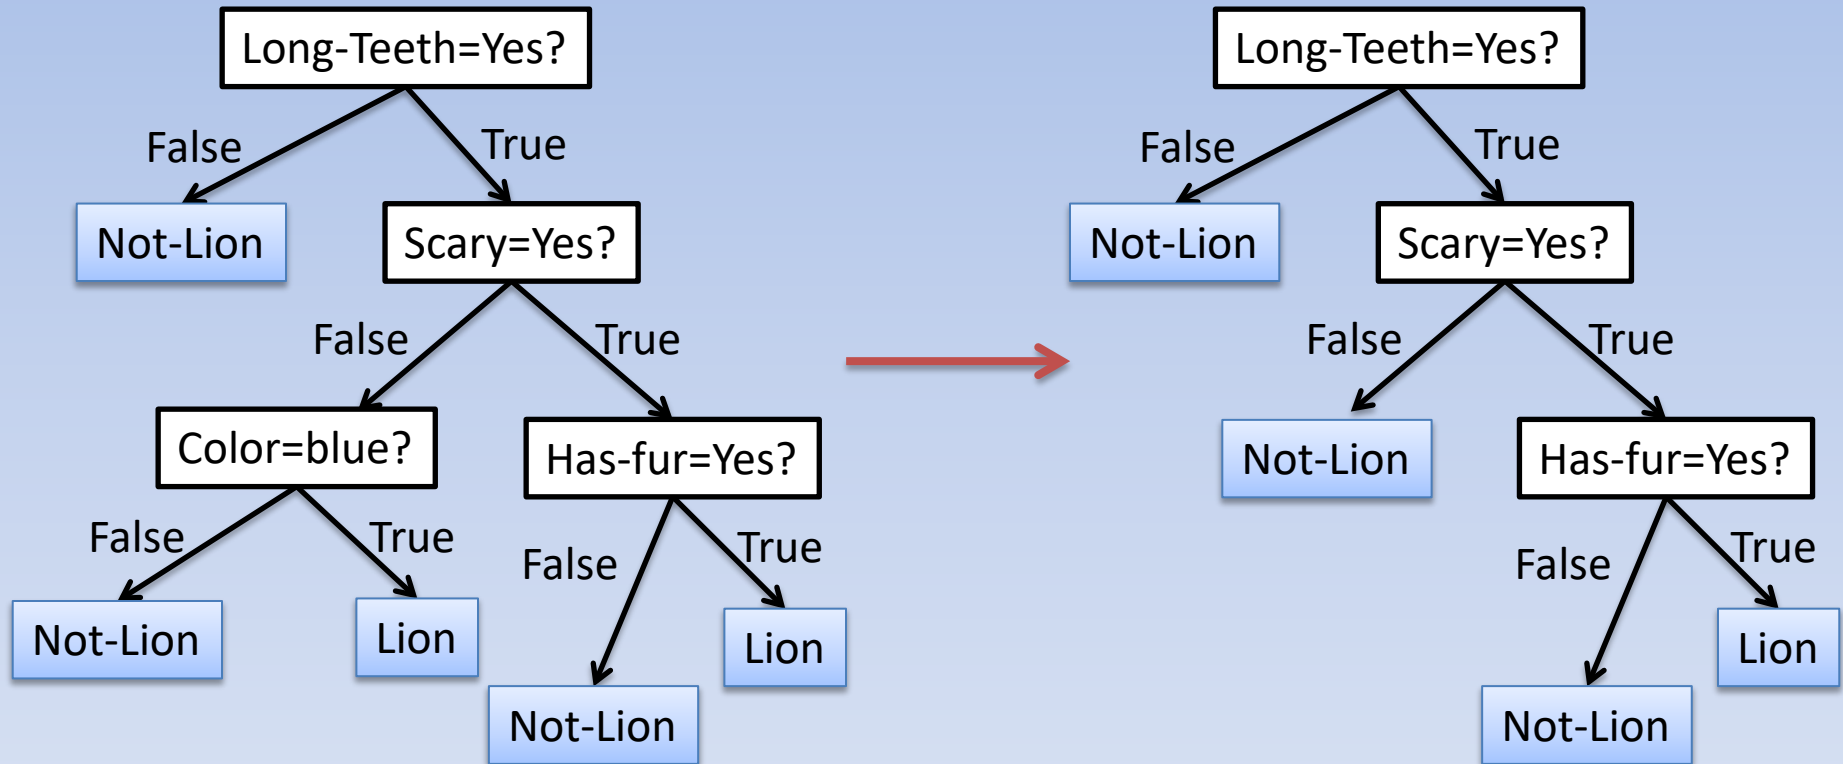 Long-Teeth=Yes?
False
True
Not-Lion
Scary=Yes?
False
True
Color=blue?
Has-fur=Yes?
False
True
False
True
Not-Lion
Lion
Lion
Not-Lion
Long-Teeth=Yes?
False
True
Not-Lion
Scary=Yes?
False
True
Not-Lion
Has-fur=Yes?
False
True
Lion
Not-Lion